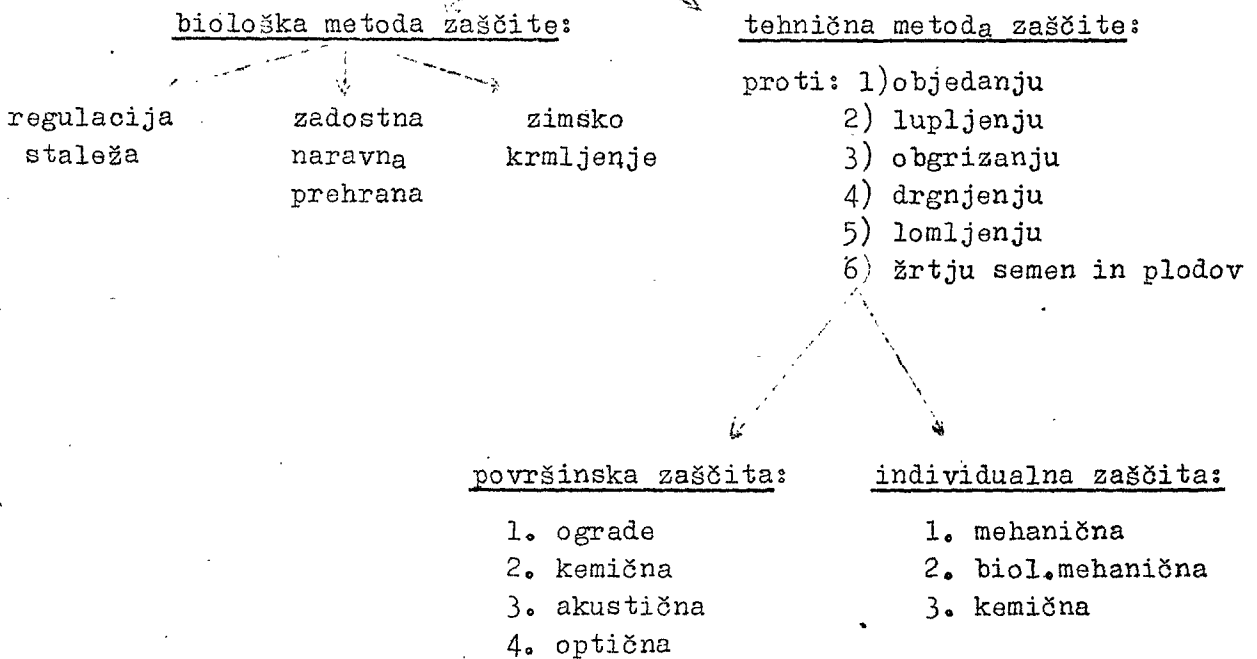 biološka metoda zaščite:
regulacija
staleža
zadostna
naravna
prehrana
zimsko
krmljenje
tehnična metoda zaščite:
proti: 1)objedanju
2) lupljenju
3) obgrizanju
4) drgnjenju
5) lomljenju
6) žrtju semen in plodov
površinska zaščita:
1. ograde
2. kemična
3. akustična
4. optična
individualna zaščita:
1. mehanična
2. biol.mehanična
3. kemična